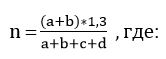 n = (a+b)*1,3 / a+b+c+d , где: